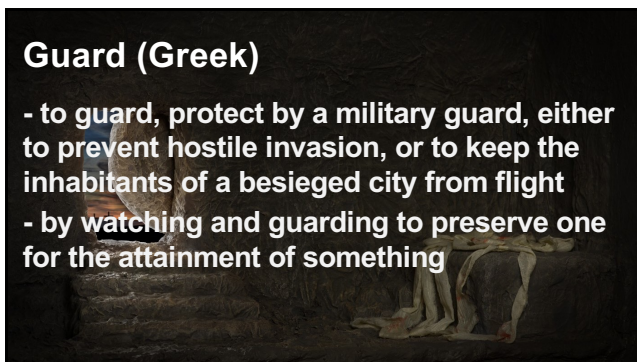 Guard (Greek)
- to guard, protect by a military guard, either
to prevent hostile invasion, or to keep the
inhabitants of a besieged city from flight
- by watching and guarding to preserve one
for the attainment of something